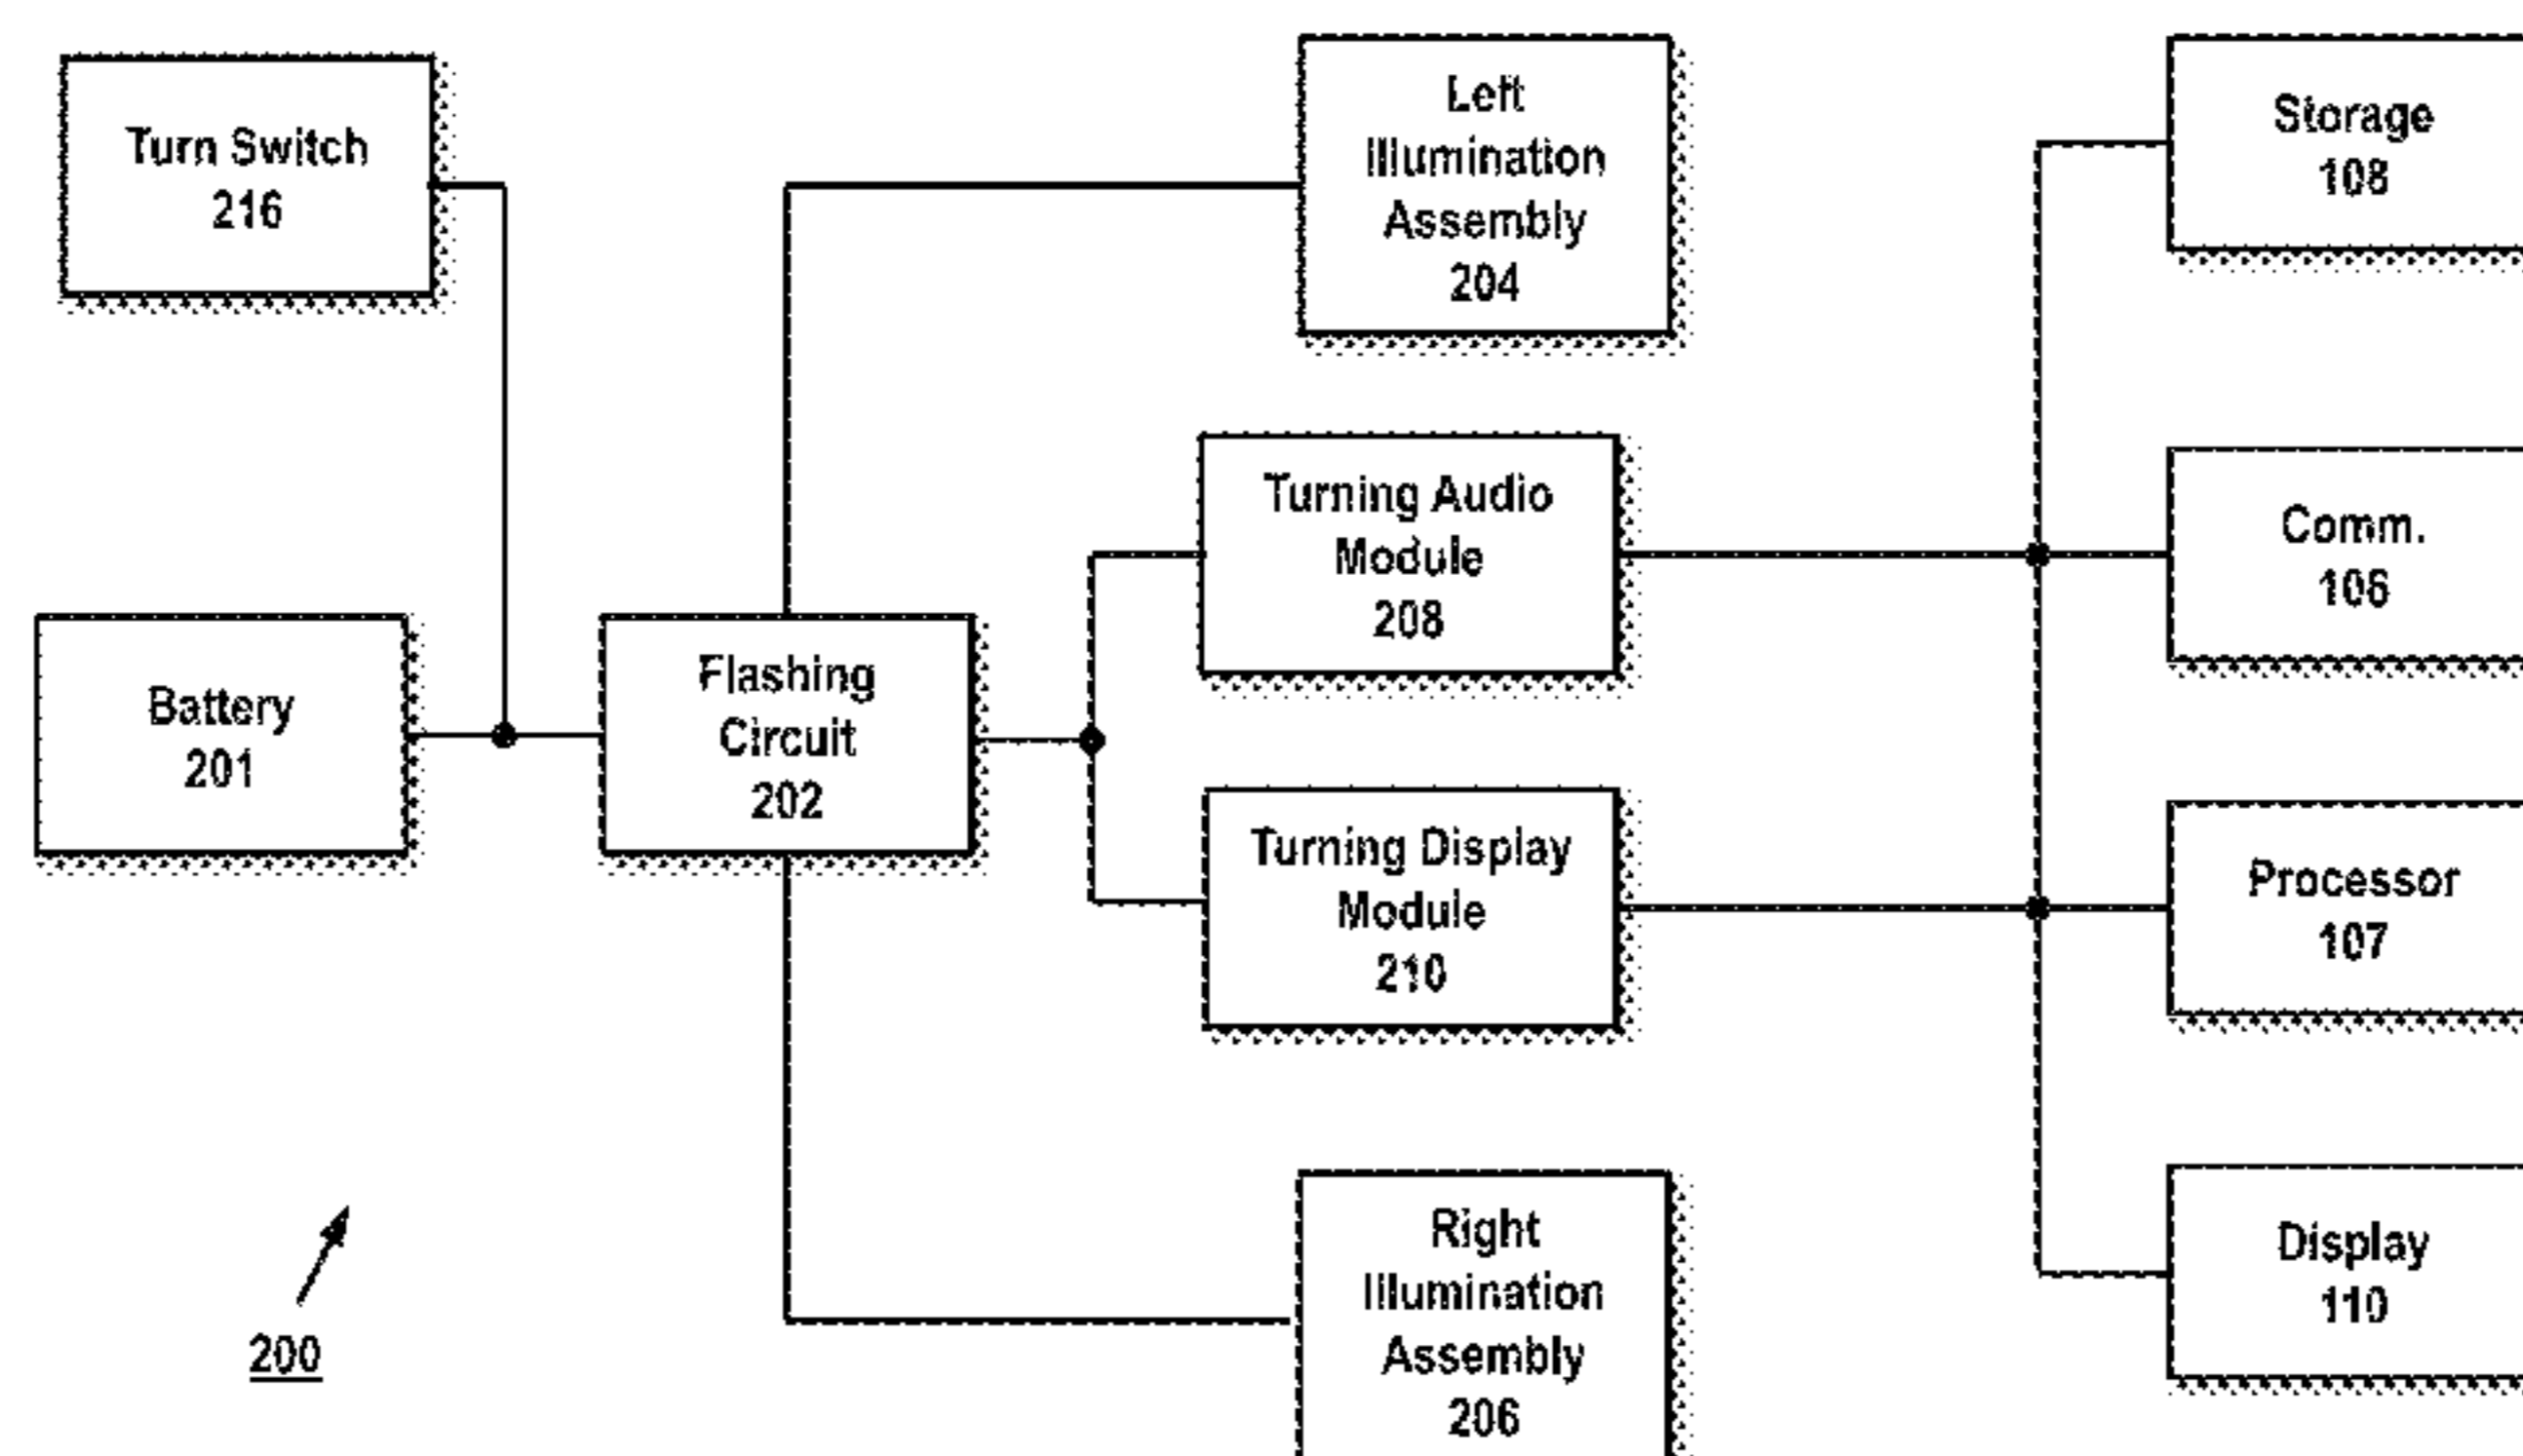 Turn Switch
216
Left
Illumination
Assembly
204
Storage
108
Turning Audio
Module
208
Comm.
106
Battery
201
Flashing
Circuit
202
Turning Display
Module
210
Processor
107
Right
Illumination
Assembly
206
Display
110
200